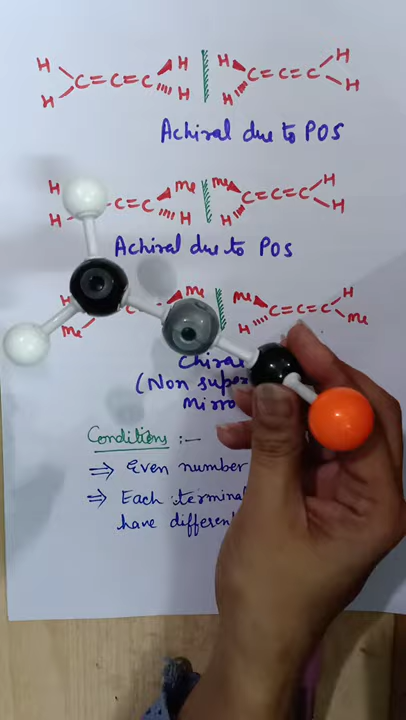 H H H H
C=C=C C=C=C
H H H H
Achiral due to POS
H me me H
C=C C=C=C
H H H H
Achiral due to POS
H me me H
C=C=C
me H me
(Non super
Mirro
Conditions :-
⇒ Even number
⇒ Each terminal
have different